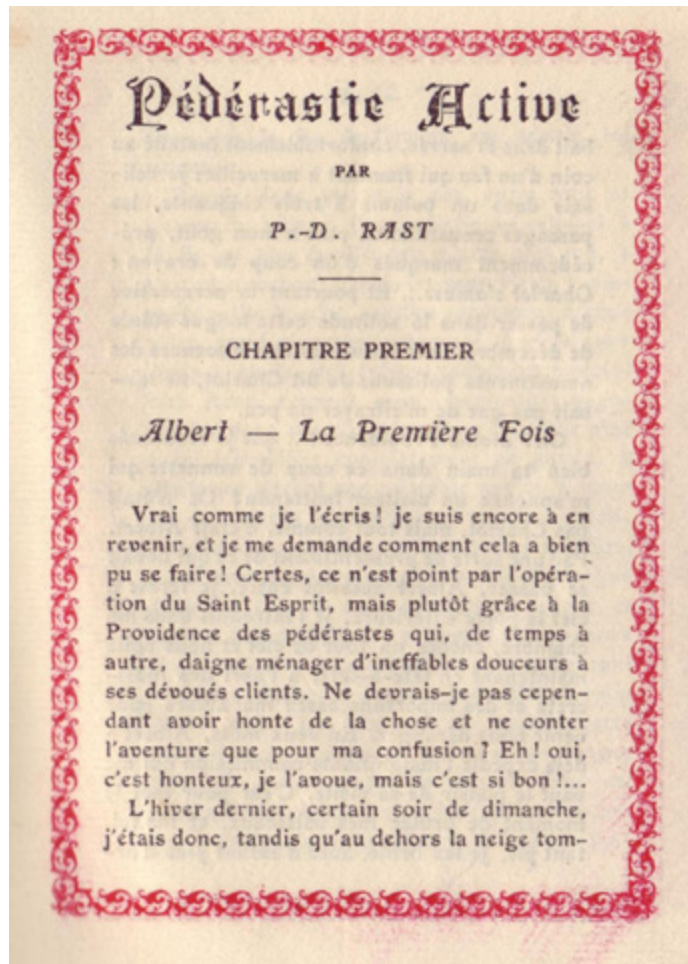 Pédérastie Active
PAR
P.-D. RAST
CHAPITRE PREMIER
Albert — La Première Fois
Vrai comme je l'écris! je suis encore à en
revenir, et je me demande comment cela a bien
pu se faire! Certes, ce n'est point par l'opéra-
tion du Saint Esprit, mais plutôt grâce à la
Providence des pédérastes qui, de temps à
autre, daigne ménager d'ineffables douceurs à
ses dévoués clients. Ne devrais-je pas cepen-
dant avoir honte de la chose et ne conter
l'aventure que pour ma confusion? Eh! oui,
c'est honteux, je l'avoue, mais c'est si bon!...
L'hiver dernier, certain soir de dimanche,
j'étais donc, tandis qu'au dehors la neige tom-